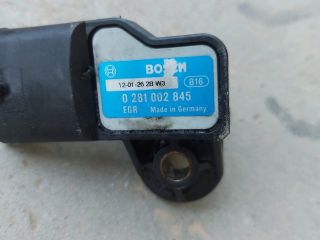 BOSCH
12-01-26 2B W3
816
0 281 002 845
EGR Made in Germany